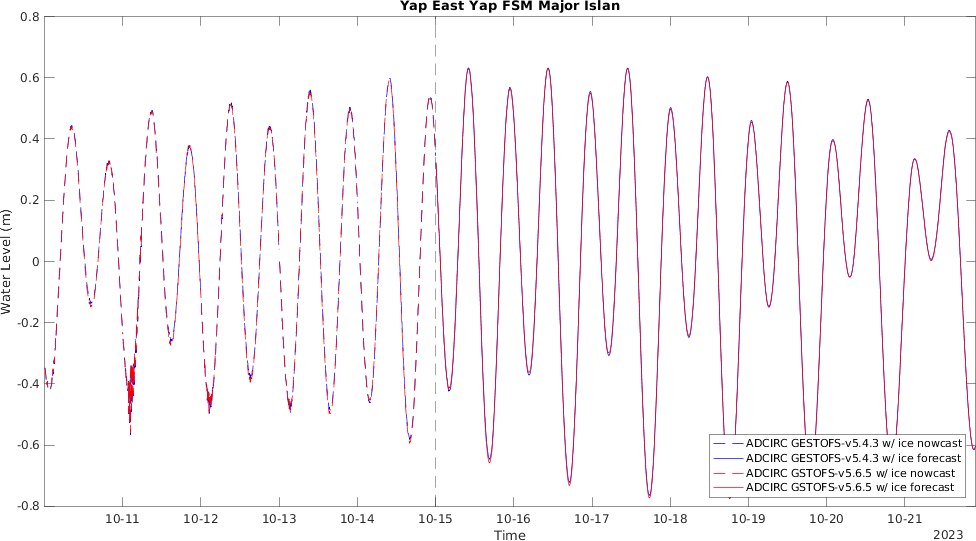 Yap East Yap FSM Major Islan
0.8
0.6
0.4
0.2
0
-0.2
-0.4
-0.6
-0.8
Water Level (m)
ADCIRC GESTOFS-v5.4.3 w/ ice nowcast
ADCIRC GESTOFS-v5.4.3 w/ ice forecast
ADCIRC GSTOFS-v5.6.5 w/ ice nowcast
ADCIRC GSTOFS-v5.6.5 w/ ice forecast
10-11 10-12 10-13 10-14 10-15 10-16 10-17 10-18 10-19 10-20 10-21
Time
2023